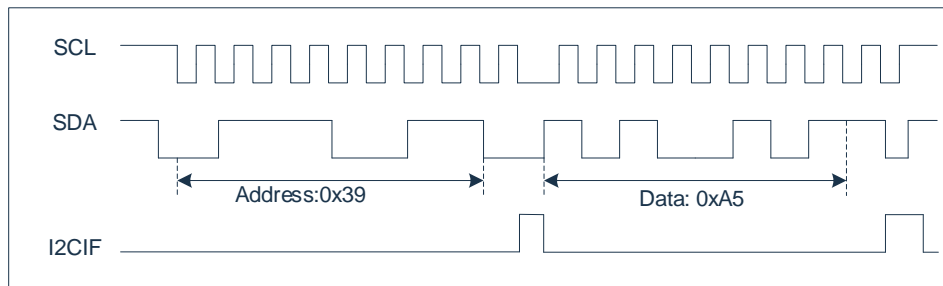 SCL
SDA
Address:0x39
Data: 0xA5
I2CIF